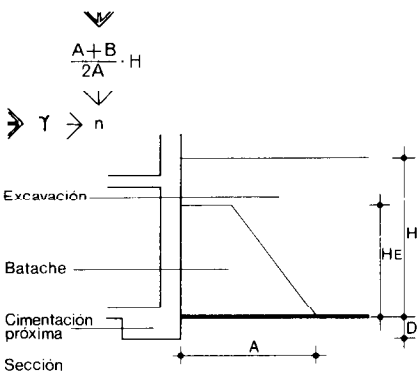 A+B
2A
· H
γ → n
Excavación
H
HE
Batache
Cimentación
próxima
D
A
Sección